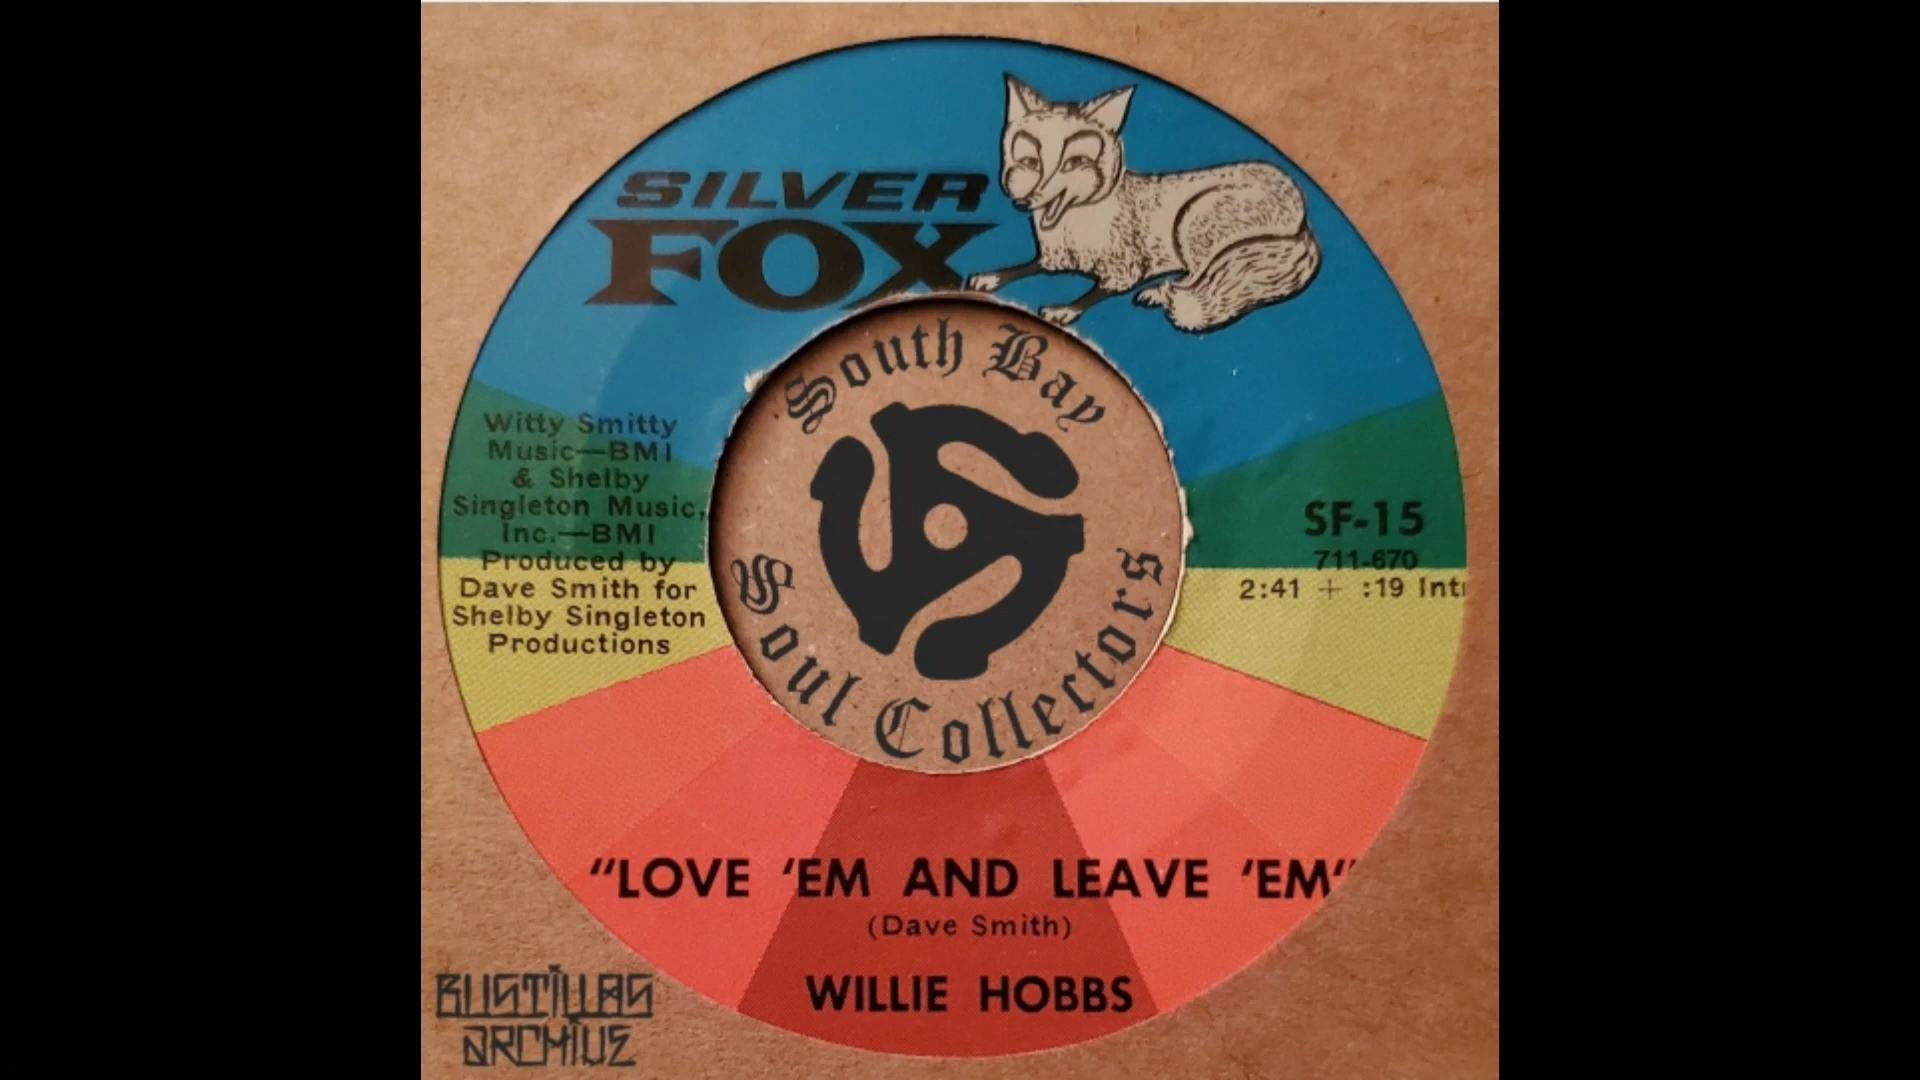 SILVER
FOX
South Bay
Soul Collectors
Witty Smitty
Music—BMI
& Shelby
Singleton Music,
Inc.—BMI
Produced by
Dave Smith for
Shelby Singleton
Productions
SF-15
711-670
2:41 + :19 Int
"LOVE 'EM AND LEAVE 'EM"
(Dave Smith)
WILLIE HOBBS
BUSTILLOS
ARCHIVE